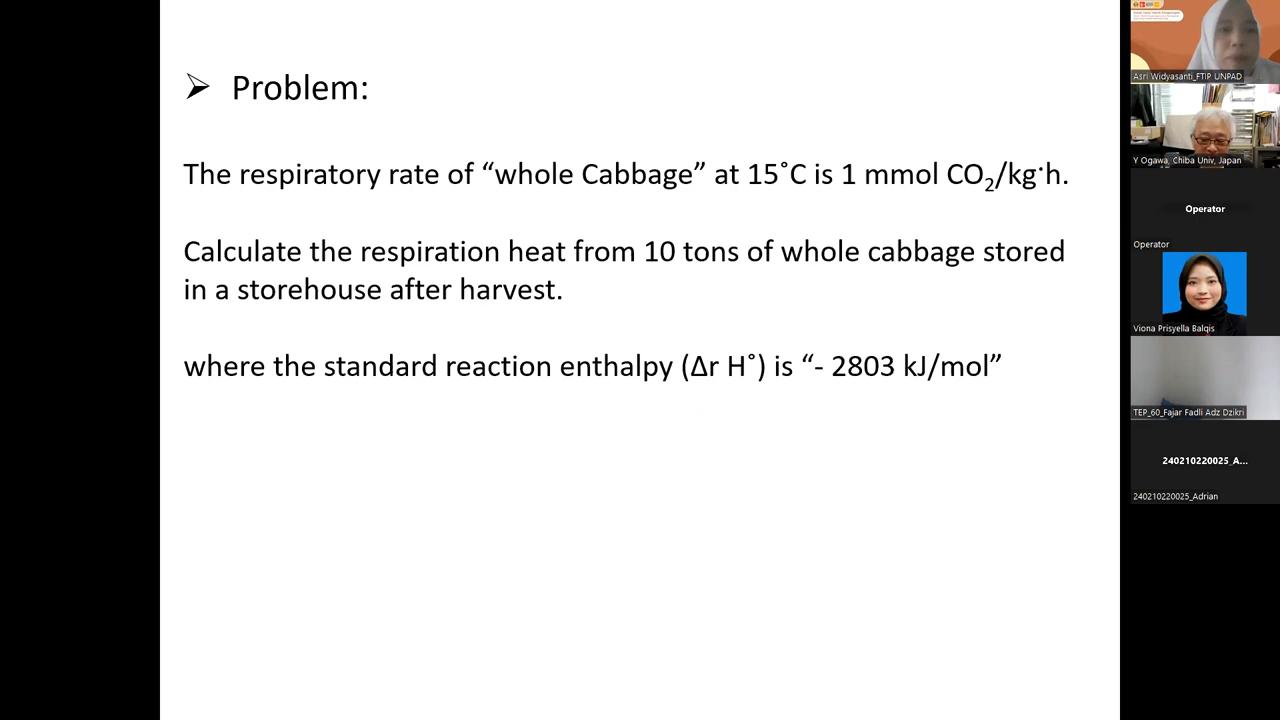 Problem:
The respiratory rate of “whole Cabbage” at 15˚C is 1 mmol CO₂/kg·h.
Calculate the respiration heat from 10 tons of whole cabbage stored
in a storehouse after harvest.
where the standard reaction enthalpy (Δr H˚) is “- 2803 kJ/mol”
Asri Widyasanti_FTIP UNPAD
Y Ogawa, Chiba Univ, Japan
Operator
Operator
Viona Prisyella Balqis
TEP_60_Fajar Fadli Adz Dzikri
240210220025_A...
240210220025_Adrian